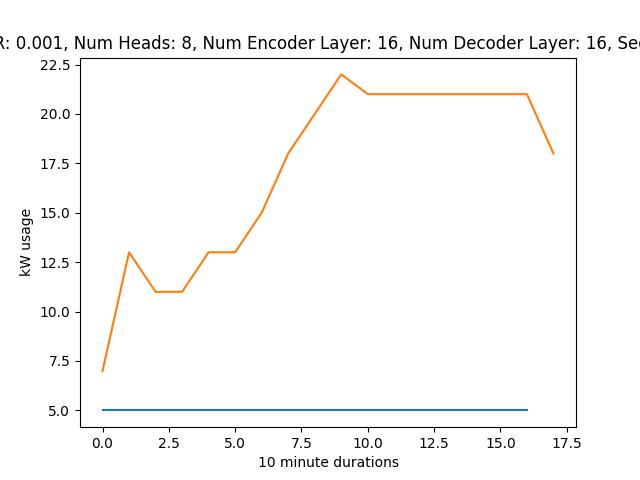 R: 0.001, Num Heads: 8, Num Encoder Layer: 16, Num Decoder Layer: 16, Se
22.5
20.0
17.5
15.0
12.5
10.0
7.5
5.0
kW usage
0.0 2.5 5.0 7.5 10.0 12.5 15.0 17.5
10 minute durations